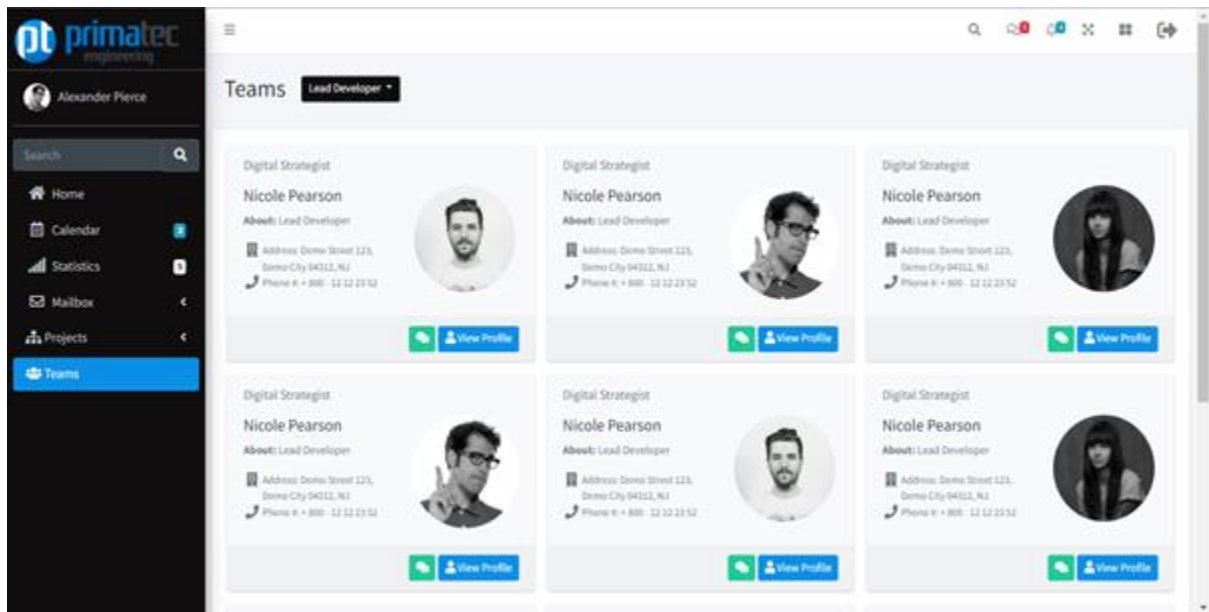 pt primatec
engineering
Alexander Pierce
Search
Home
Calendar 2
Statistics 5
Mailbox
Projects
Teams
Teams Lead Developer
Digital Strategist
Nicole Pearson
About: Lead Developer
Address: Demo Street 123,
Demo City 04312, NJ
Phone #: + 800 - 12 12 23 52
View Profile
Digital Strategist
Nicole Pearson
About: Lead Developer
Address: Demo Street 123,
Demo City 04312, NJ
Phone #: + 800 - 12 12 23 52
View Profile
Digital Strategist
Nicole Pearson
About: Lead Developer
Address: Demo Street 123,
Demo City 04312, NJ
Phone #: + 800 - 12 12 23 52
View Profile
Digital Strategist
Nicole Pearson
About: Lead Developer
Address: Demo Street 123,
Demo City 04312, NJ
Phone #: + 800 - 12 12 23 52
View Profile
Digital Strategist
Nicole Pearson
About: Lead Developer
Address: Demo Street 123,
Demo City 04312, NJ
Phone #: + 800 - 12 12 23 52
View Profile
Digital Strategist
Nicole Pearson
About: Lead Developer
Address: Demo Street 123,
Demo City 04312, NJ
Phone #: + 800 - 12 12 23 52
View Profile